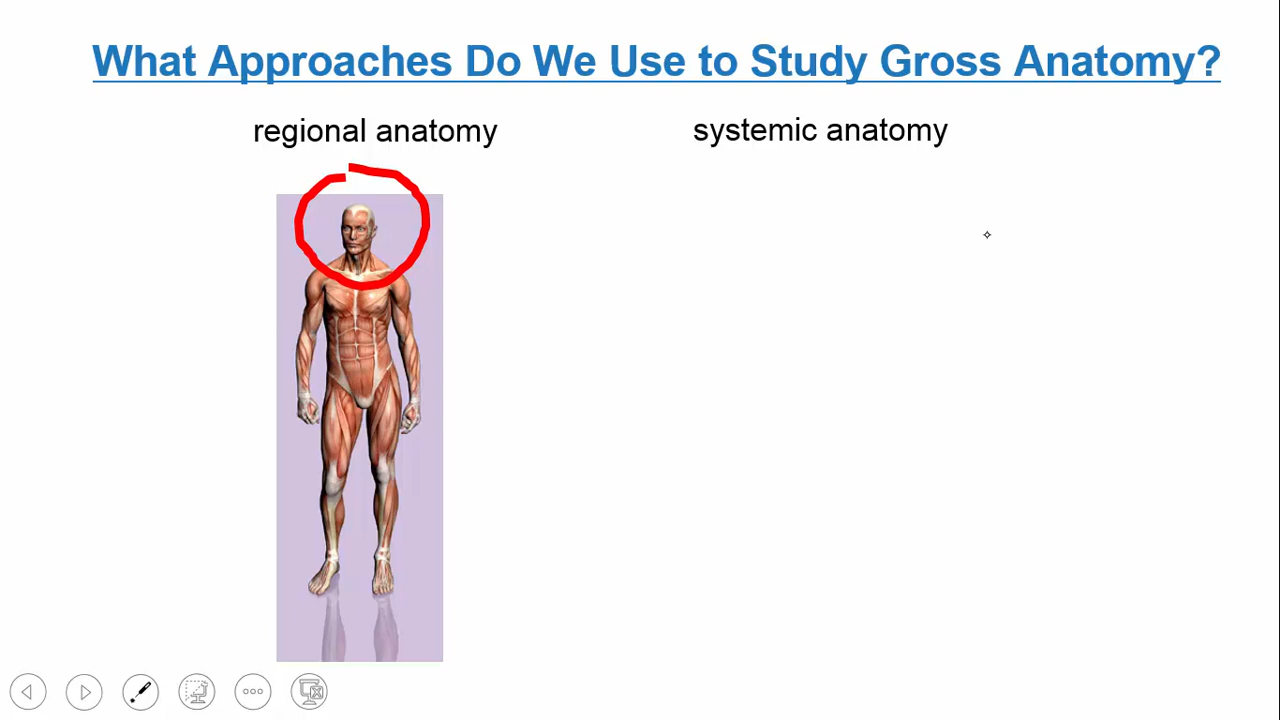 What Approaches Do We Use to Study Gross Anatomy?
regional anatomy
systemic anatomy